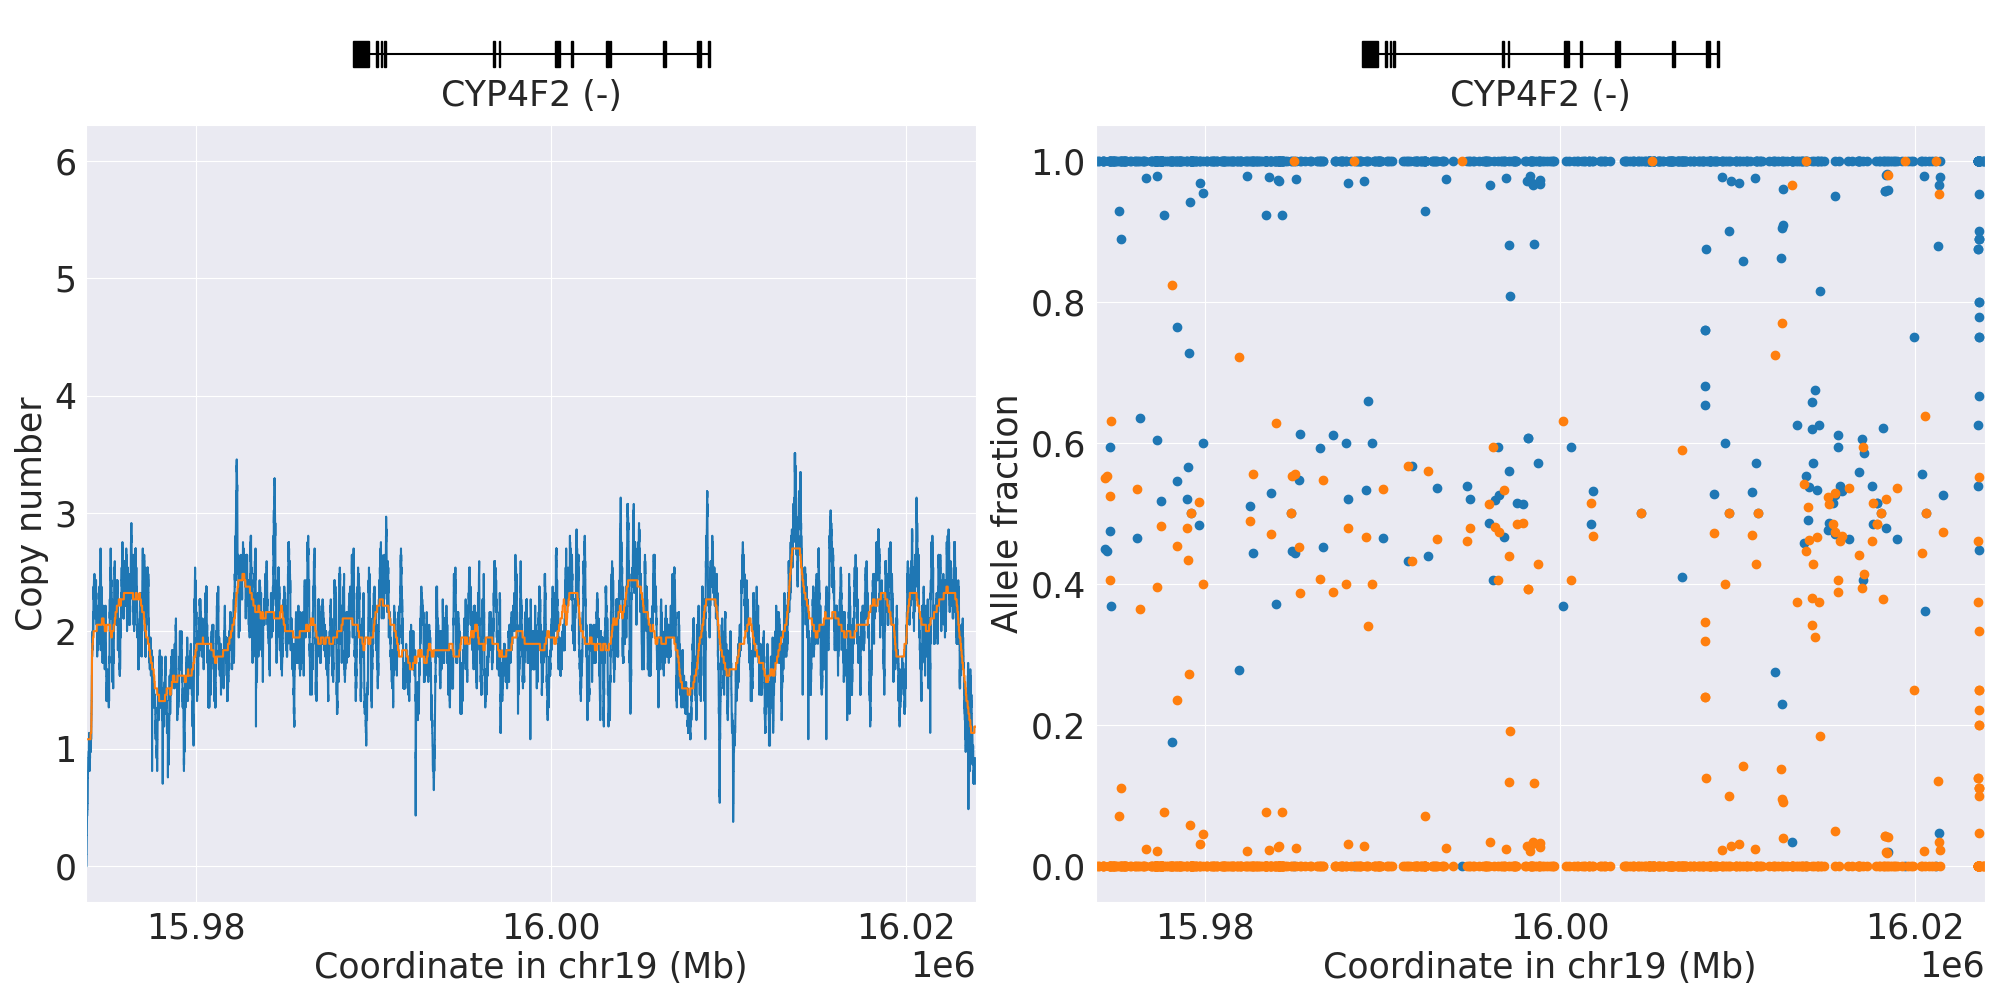 CYP4F2 (-)
6
5
4
3
2
1
0
Copy number
15.98 16.00 16.02
Coordinate in chr19 (Mb)
1e6
CYP4F2 (-)
1.0
0.8
0.6
0.4
0.2
0.0
Allele fraction
15.98 16.00 16.02
Coordinate in chr19 (Mb)
1e6